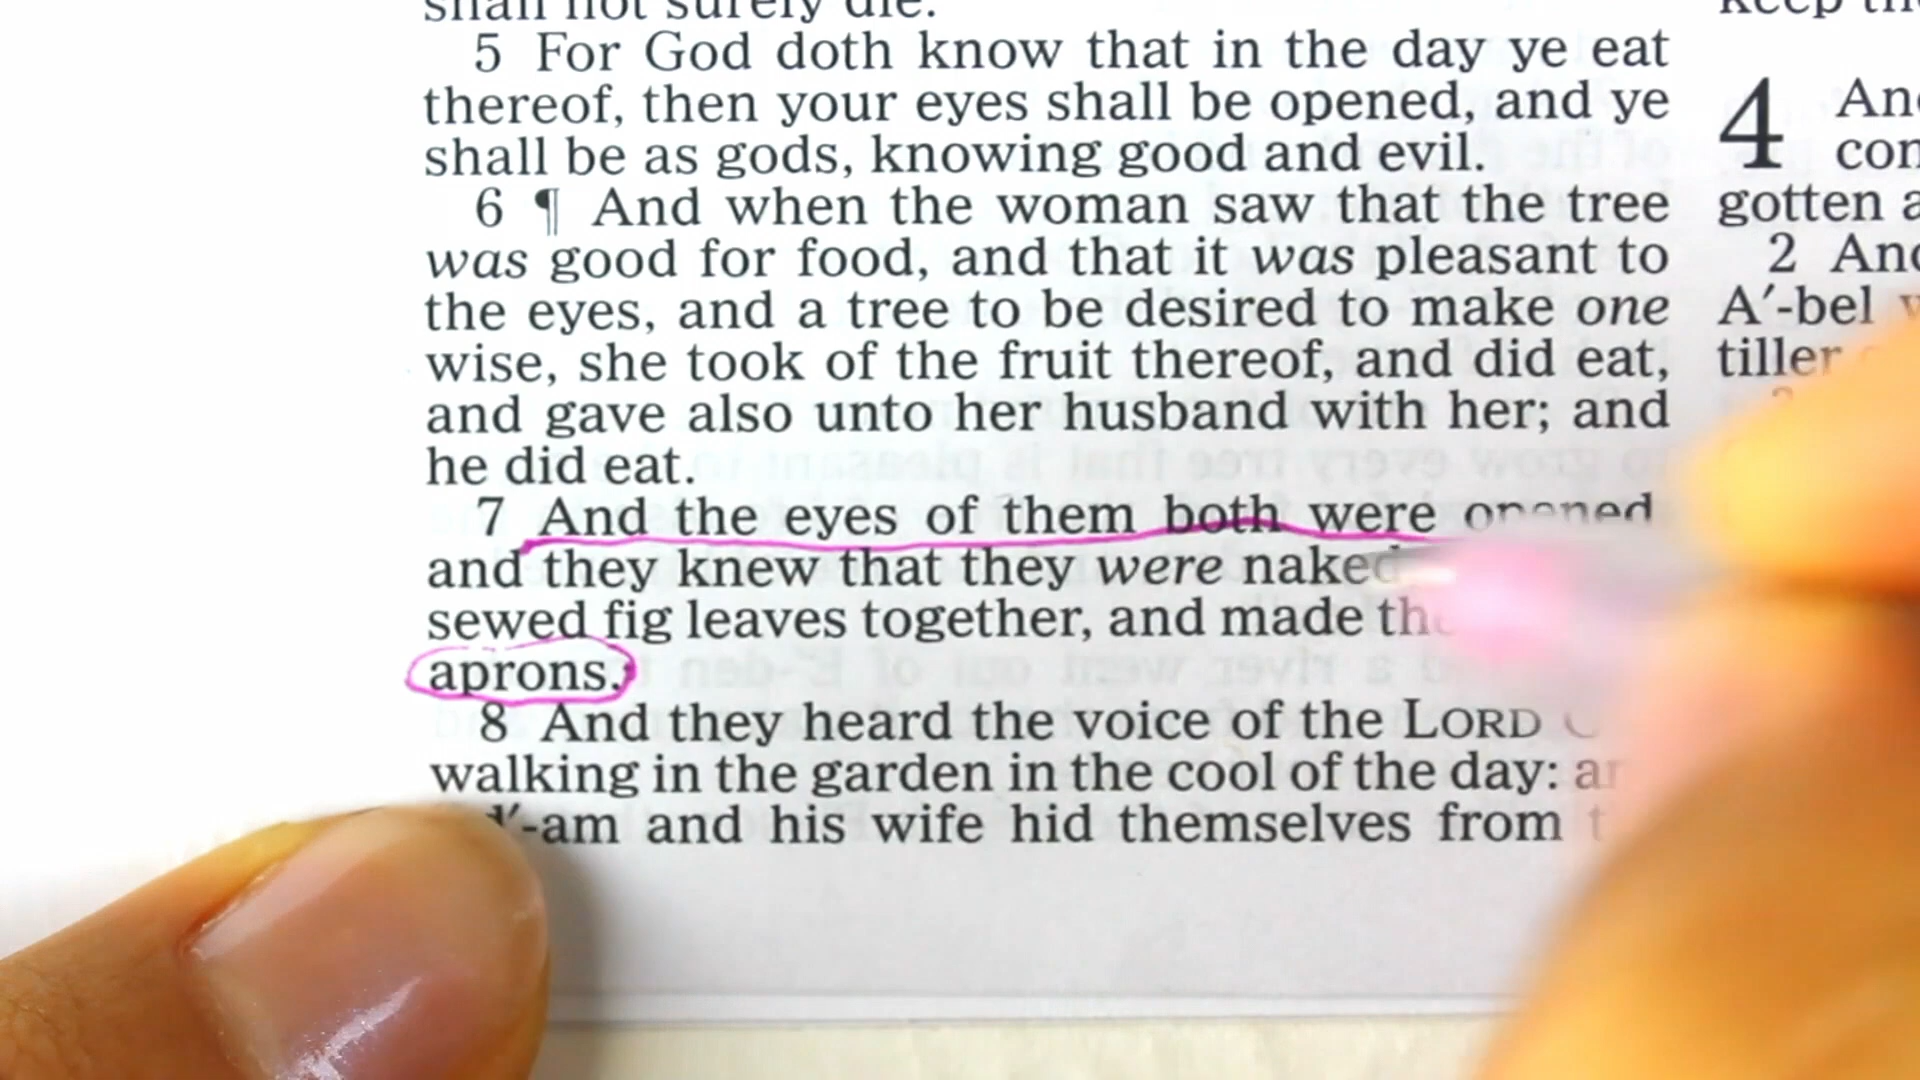 shall not surely die.
5 For God doth know that in the day ye eat
thereof, then your eyes shall be opened, and ye
shall be as gods, knowing good and evil.
6 ¶ And when the woman saw that the tree
was good for food, and that it was pleasant to
the eyes, and a tree to be desired to make one
wise, she took of the fruit thereof, and did eat,
and gave also unto her husband with her; and
he did eat.
7 And the eyes of them both were opened
and they knew that they were naked
sewed fig leaves together, and made
aprons.
8 And they heard the voice of the LORD
walking in the garden in the cool of the day:
-am and his wife hid themselves from
4
gotten
2
A′-bel
tiller